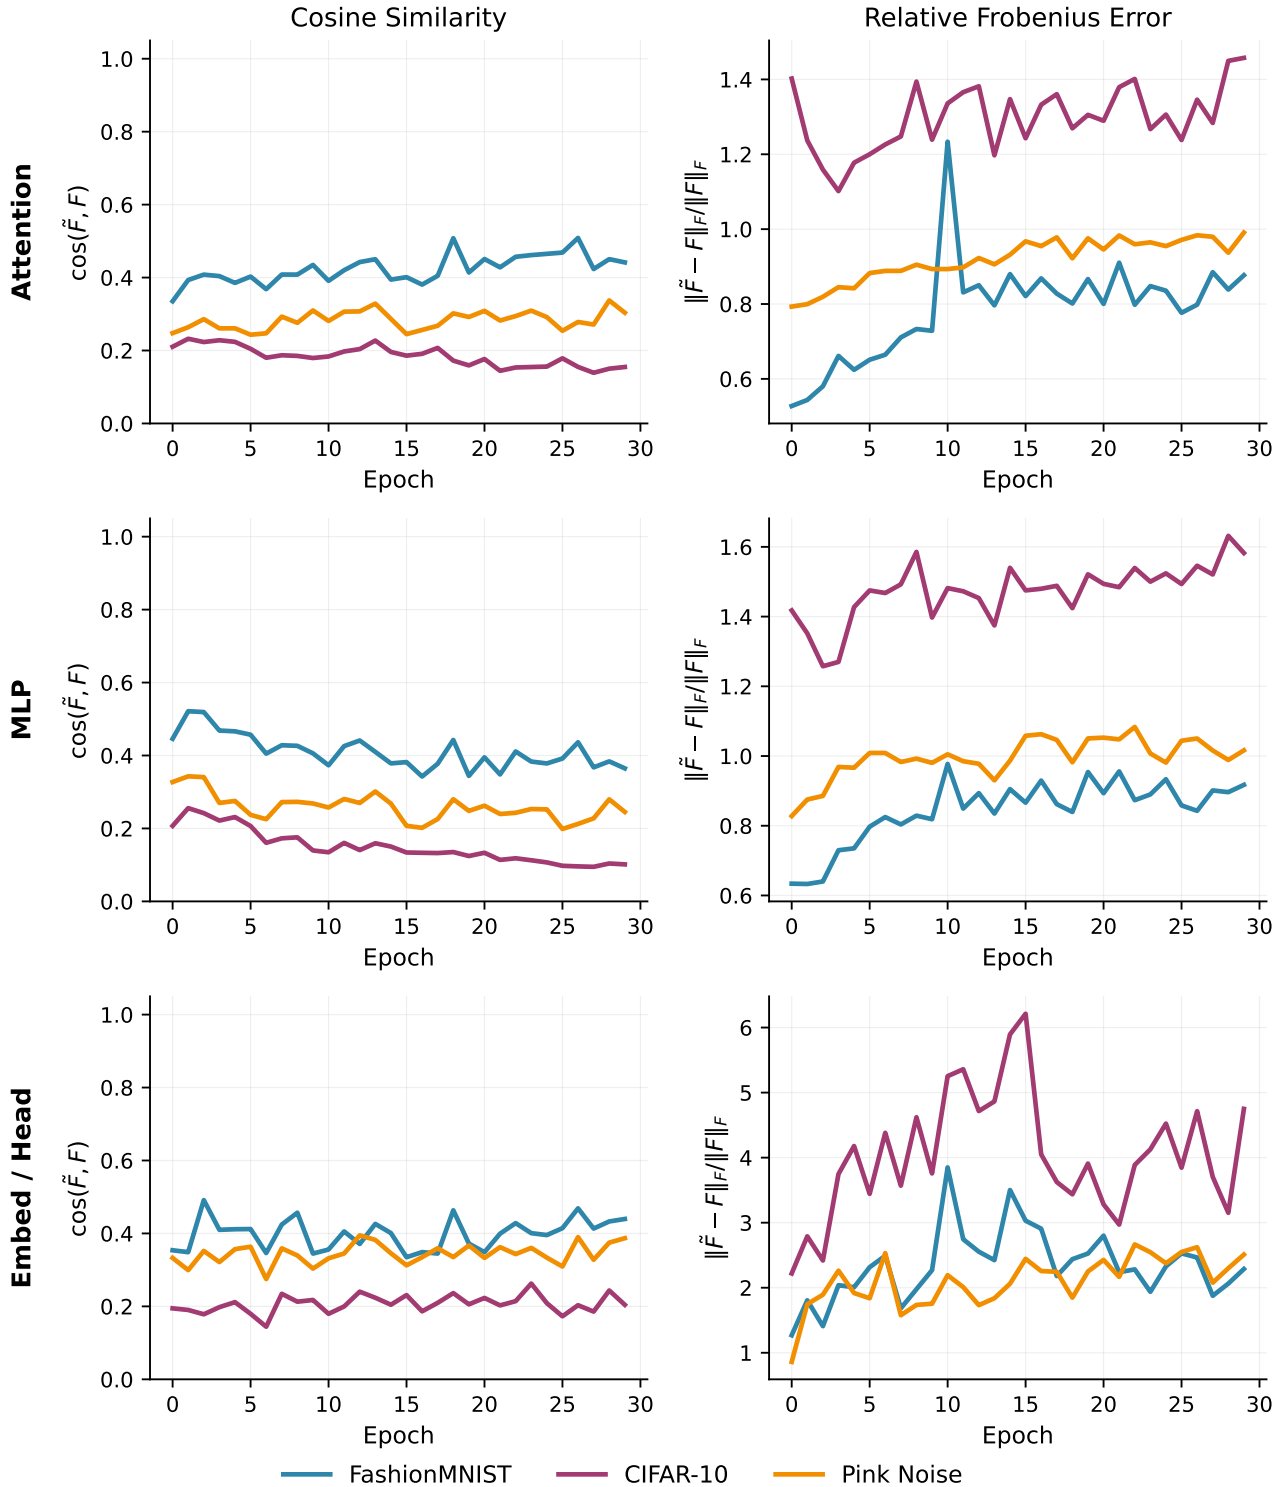 Cosine Similarity
Relative Frobenius Error
Attention
cos(F̃, F)
1.0
0.8
0.6
0.4
0.2
0.0
0 5 10 15 20 25 30
Epoch
‖F̃ − F‖_F/‖F‖_F
1.4
1.2
1.0
0.8
0.6
0 5 10 15 20 25 30
Epoch
MLP
cos(F̃, F)
1.0
0.8
0.6
0.4
0.2
0.0
0 5 10 15 20 25 30
Epoch
‖F̃ − F‖_F/‖F‖_F
1.6
1.4
1.2
1.0
0.8
0.6
0 5 10 15 20 25 30
Epoch
Embed / Head
cos(F̃, F)
1.0
0.8
0.6
0.4
0.2
0.0
0 5 10 15 20 25 30
Epoch
‖F̃ − F‖_F/‖F‖_F
6
5
4
3
2
1
0 5 10 15 20 25 30
Epoch
FashionMNIST CIFAR-10 Pink Noise